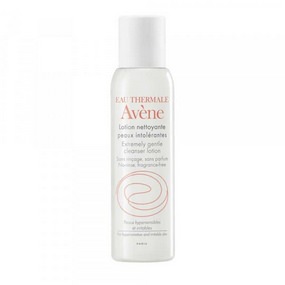 EAU THERMALE
Avène
Lotion nettoyante
peaux intolérantes
Extremely gentle
cleanser lotion
Sans rinçage, sans parfum
No rinse, fragrance-free
Peaux hypersensibles
et irritables
For hypersensitive and irritable skin
PARIS